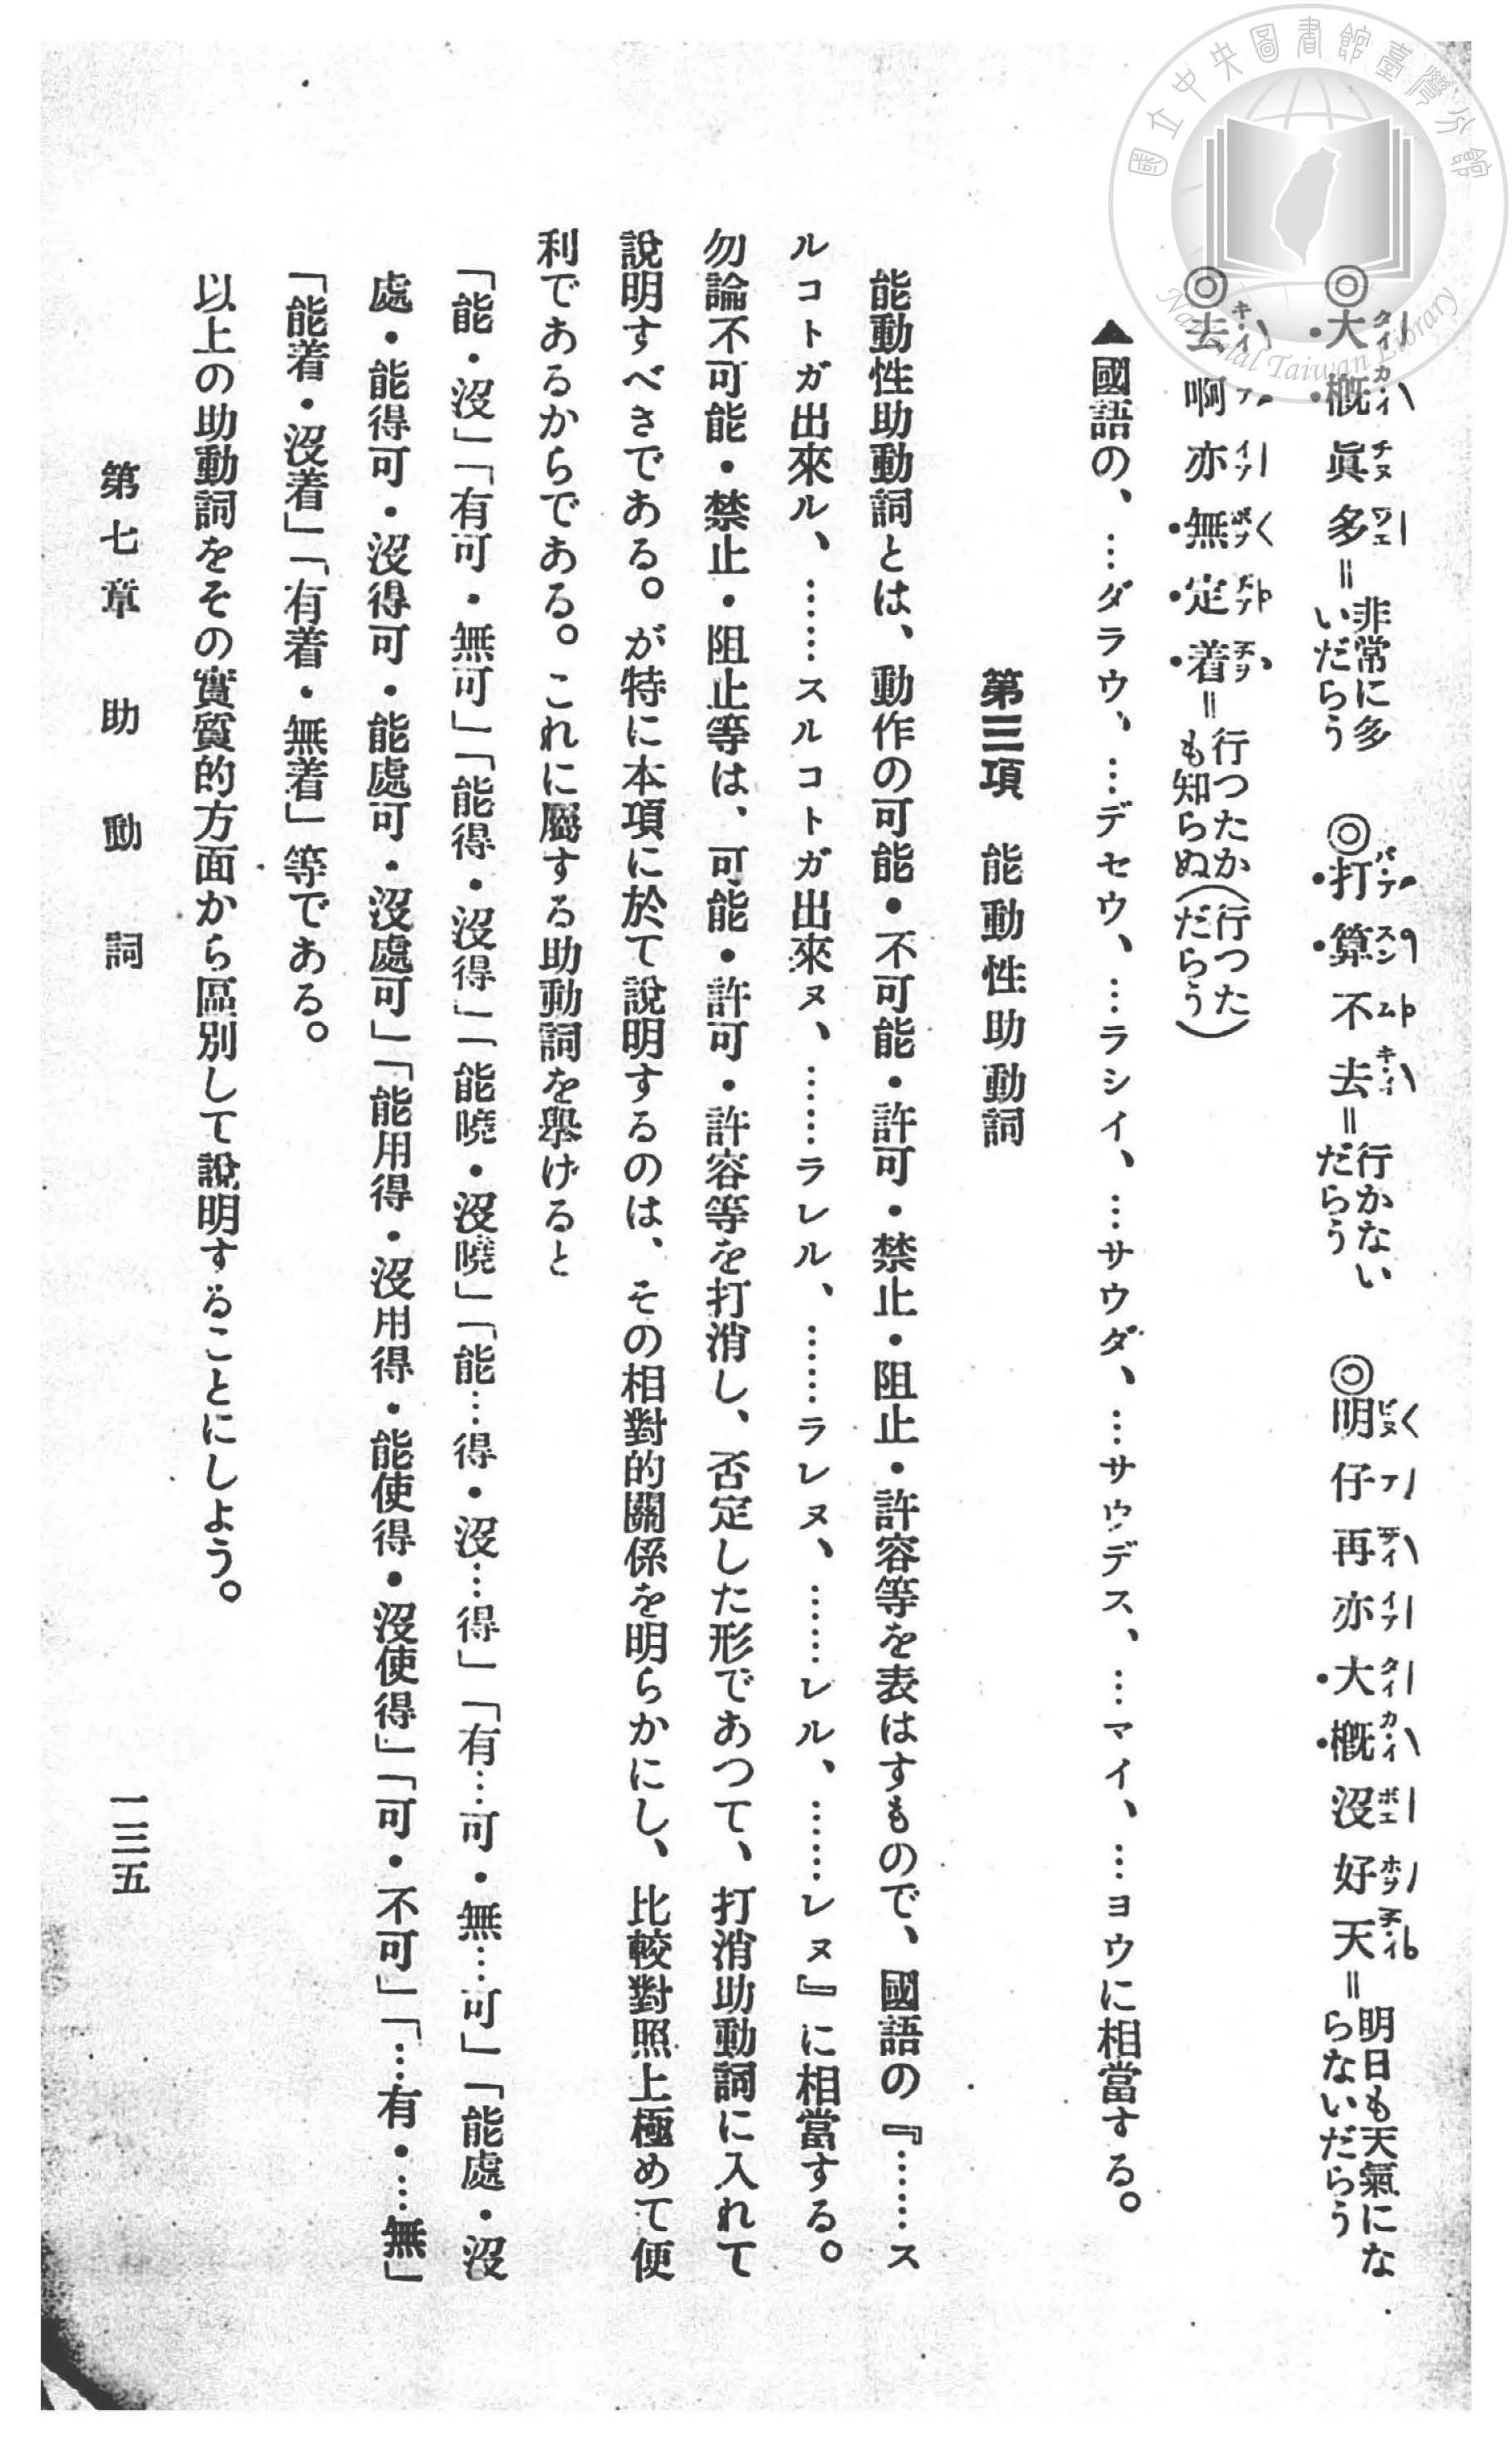 ◎大概眞多=非常に多いだらう ◎打算不去=行かないだらう ◎明仔再亦大概沒好天=明日も天氣にならないだらう
◎去啊亦無定着=行つたかも知らぬ(行つただらう)
▲國語の、…ダラウ、…デセウ、…ラシイ、…サウダ、…サウデス、…マイ、…ヨウに相當する。
第三項 能動性助動詞
能動性助動詞とは、動作の可能・不可能・許可・禁止・阻止・許容等を表はすもので、國語の『……ス
ルコトガ出來ル、……スルコトガ出來ヌ、……ラレル、……ラレヌ、……レル、……レヌ』に相當する。
勿論不可能・禁止・阻止等は、可能・許可・許容等を打消し、否定した形であつて、打消助動詞に入れて
說明すべきである。が特に本項に於て說明するのは、その相對的關係を明らかにし、比較對照上極めて便
利であるからである。これに屬する助動詞を擧げると
「能・沒」「有可・無可」「能得・沒得」「能曉・沒曉」「能…得・沒…得」「有…可・無…可」「能處・沒
處・能得可・沒得可・能處可・沒處可」「能用得・沒用得・能使得・沒使得」「可・不可」「…有・…無」
「能着・沒着」「有着・無着」等である。
以上の助動詞をその實質的方面から區別して說明することにしよう。
第七章 助動詞
一三五
國立中央圖書館臺灣分館
National Taiwan Library